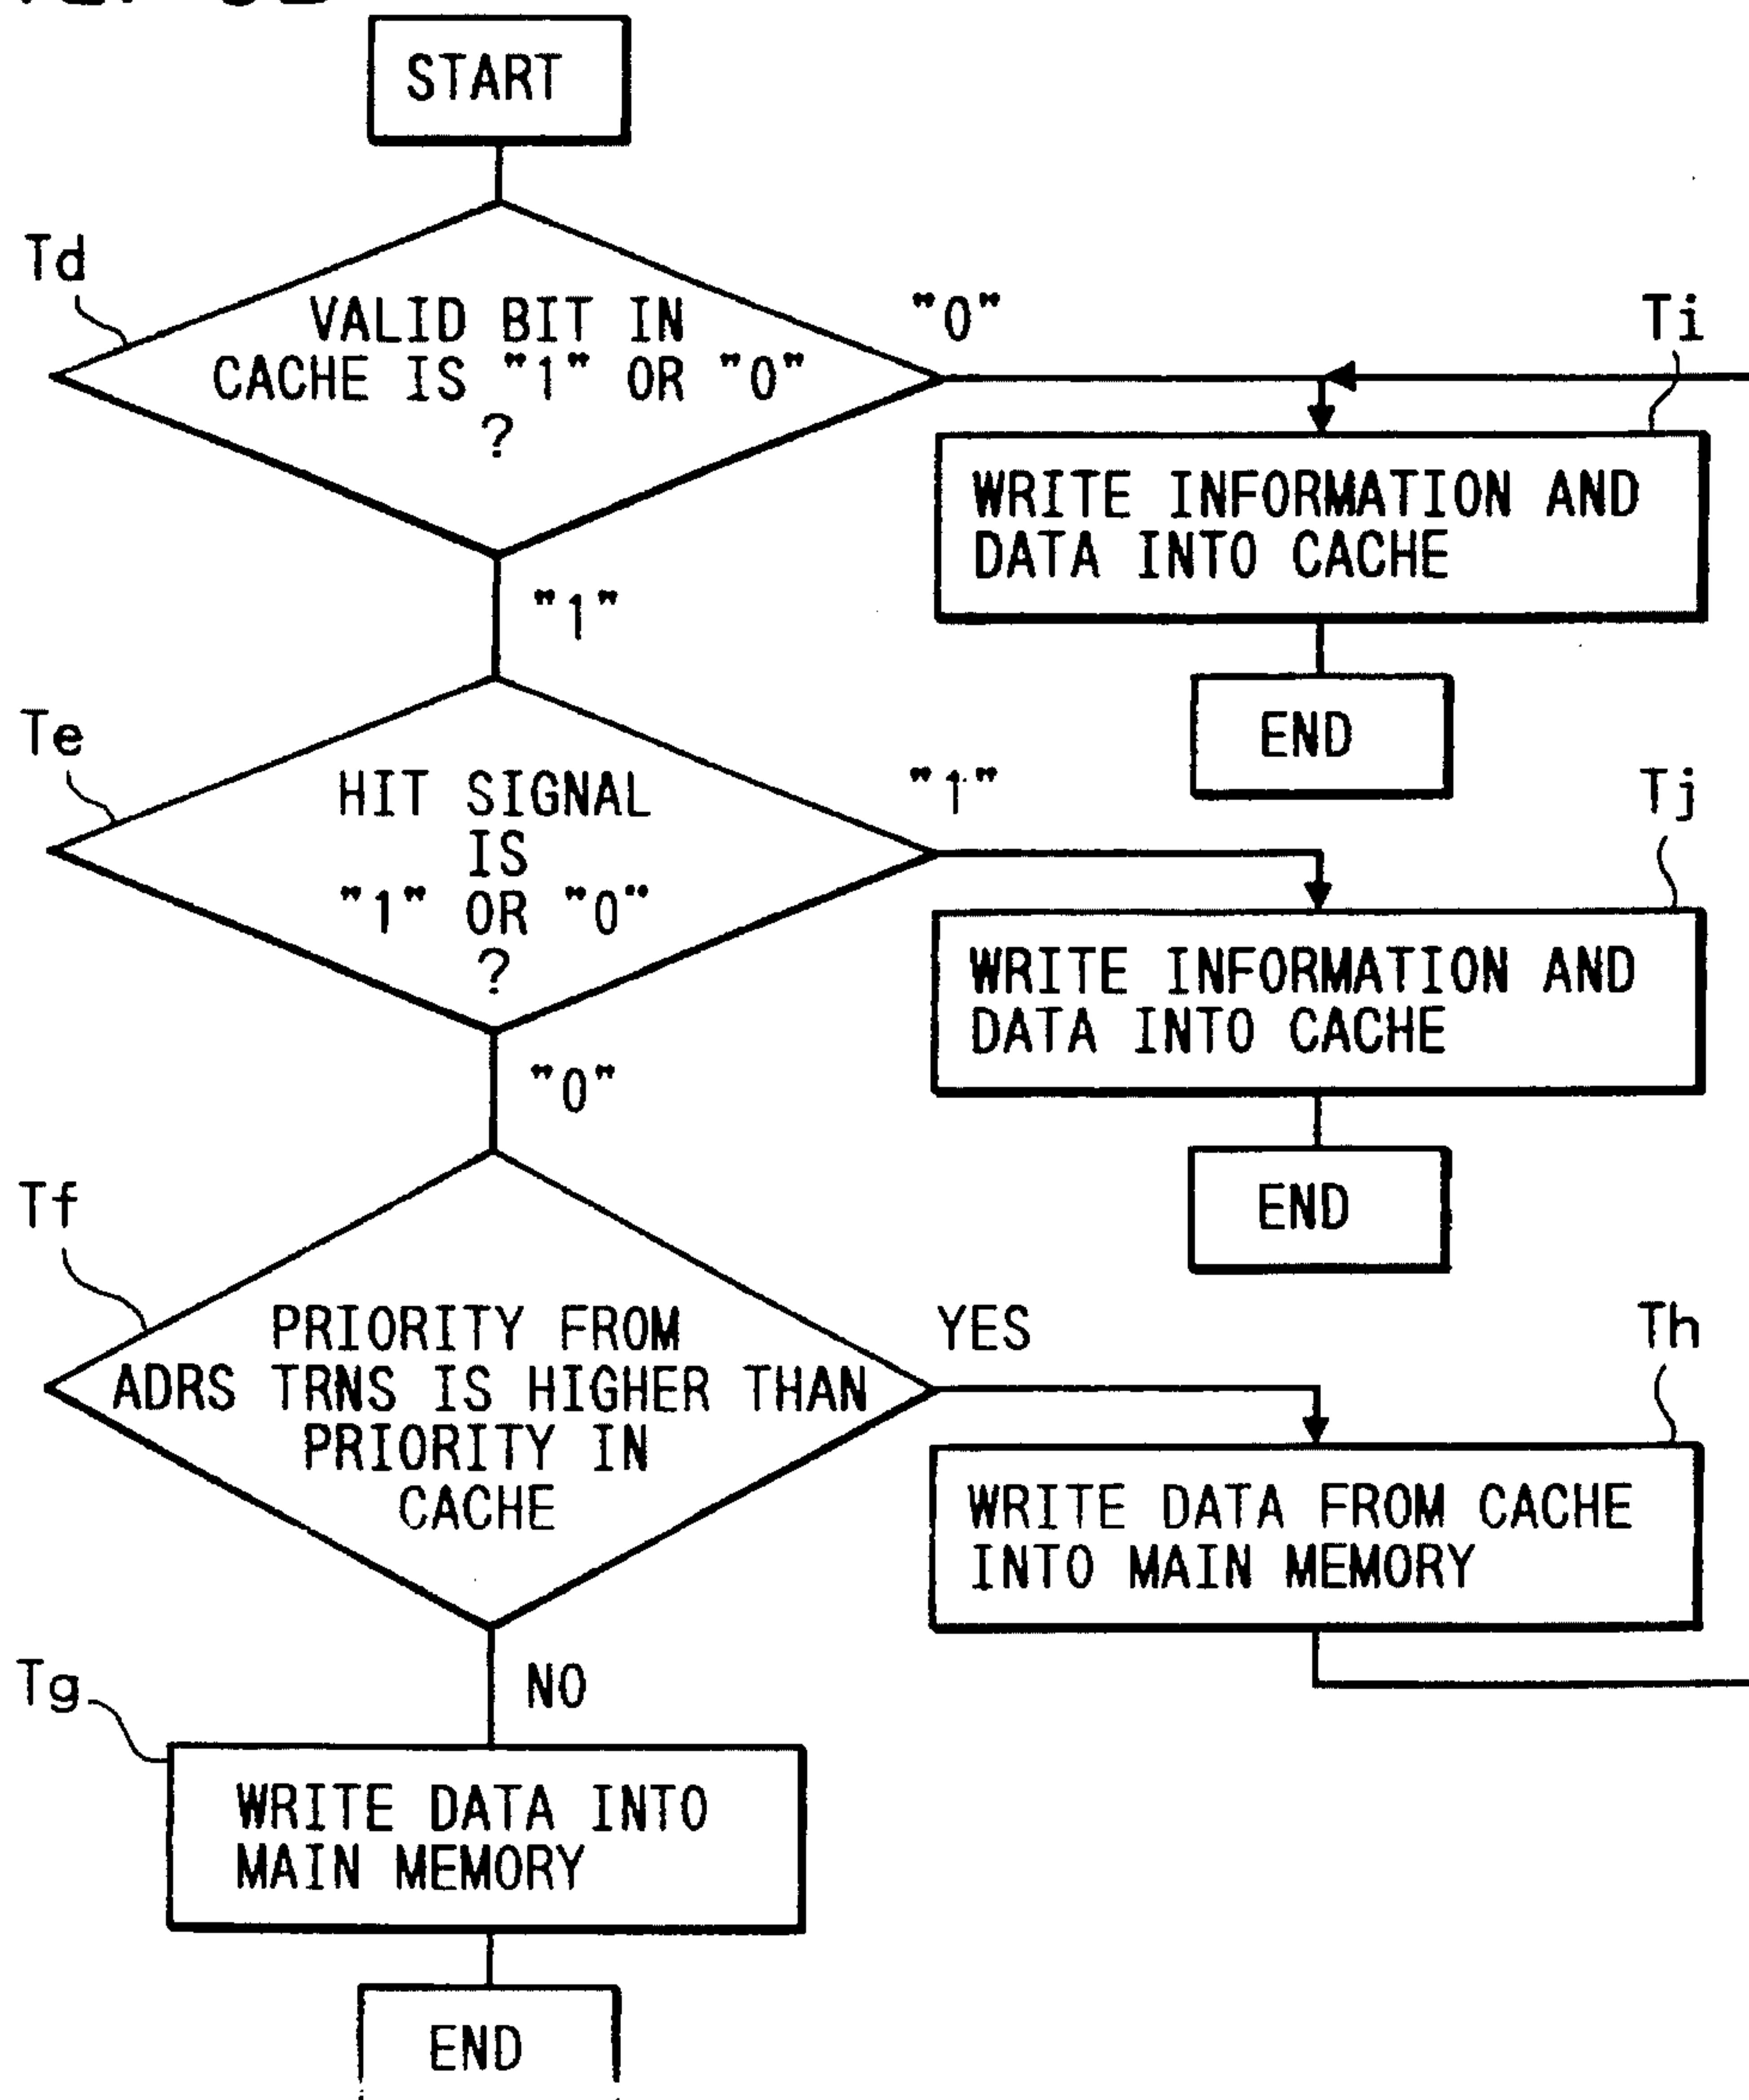 START
Td
VALID BIT IN
CACHE IS "1" OR "0"
?
"0"
Ti
WRITE INFORMATION AND
DATA INTO CACHE
END
"1"
Te
HIT SIGNAL
IS
"1" OR "0"
?
"1"
Tj
WRITE INFORMATION AND
DATA INTO CACHE
END
"0"
Tf
PRIORITY FROM
ADRS TRNS IS HIGHER THAN
PRIORITY IN
CACHE
YES
Th
WRITE DATA FROM CACHE
INTO MAIN MEMORY
NO
Tg
WRITE DATA INTO
MAIN MEMORY
END